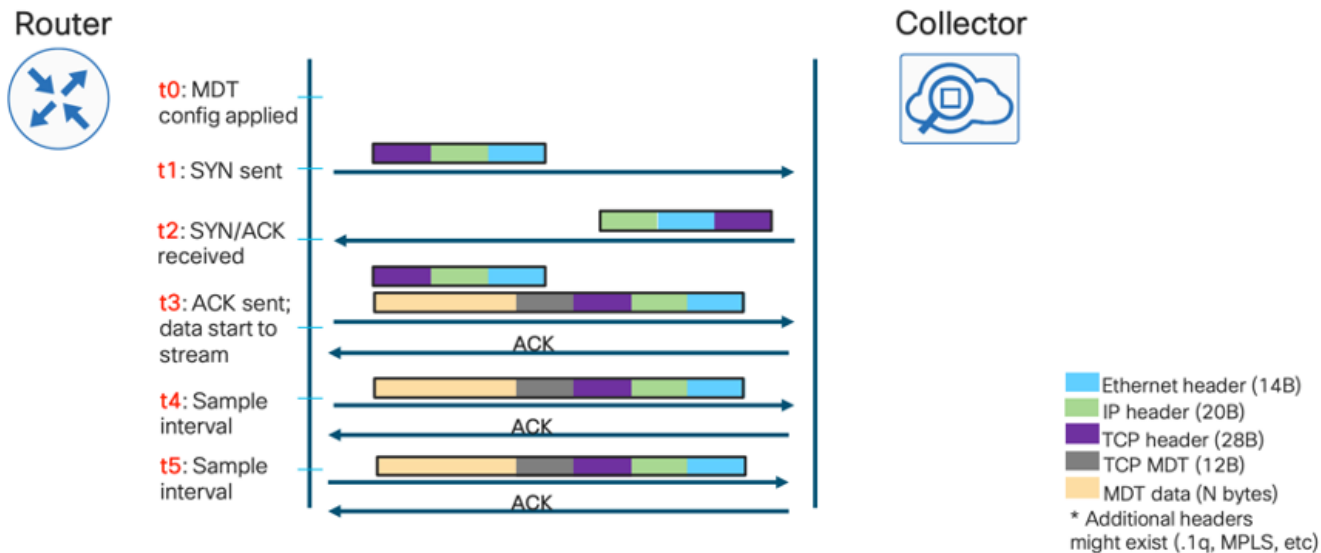 Router
Collector
t0: MDT
config applied
t1: SYN sent
t2: SYN/ACK
received
t3: ACK sent;
data start to
stream
ACK
t4: Sample
interval
ACK
t5: Sample
interval
ACK
Ethernet header (14B)
IP header (20B)
TCP header (28B)
TCP MDT (12B)
MDT data (N bytes)
* Additional headers
might exist (.1q, MPLS, etc)